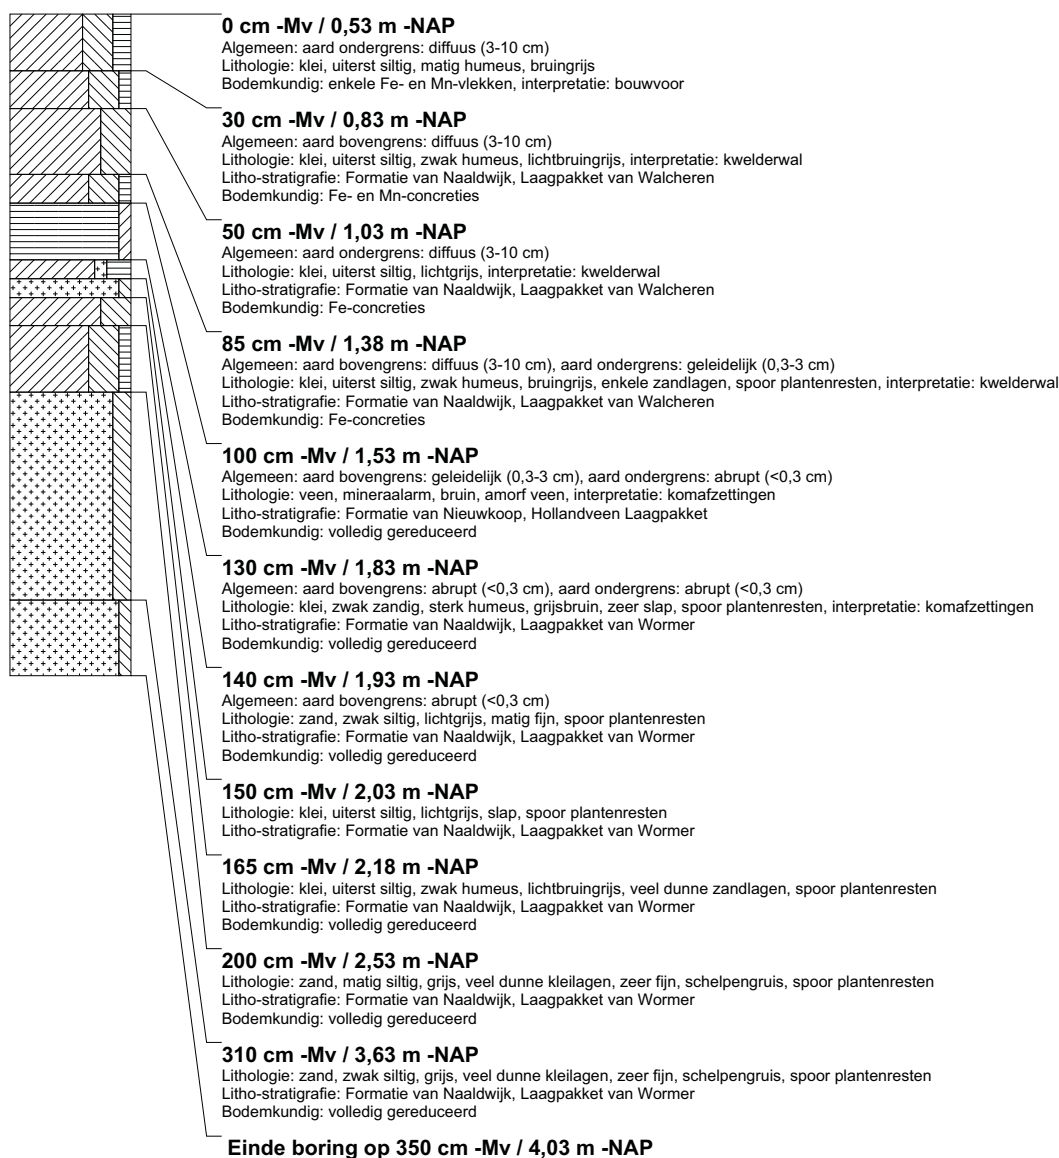 0 cm -Mv / 0,53 m -NAP
Algemeen: aard ondergrens: diffuus (3-10 cm)
Lithologie: klei, uiterst siltig, matig humeus, bruingrijs
Bodemkundig: enkele Fe- en Mn-vlekken, interpretatie: bouwvoor
30 cm -Mv / 0,83 m -NAP
Algemeen: aard bovengrens: diffuus (3-10 cm)
Lithologie: klei, uiterst siltig, zwak humeus, lichtbruingrijs, interpretatie: kwelderwal
Litho-stratigrafie: Formatie van Naaldwijk, Laagpakket van Walcheren
Bodemkundig: Fe- en Mn-concreties
50 cm -Mv / 1,03 m -NAP
Algemeen: aard ondergrens: diffuus (3-10 cm)
Lithologie: klei, uiterst siltig, lichtgrijs, interpretatie: kwelderwal
Litho-stratigrafie: Formatie van Naaldwijk, Laagpakket van Walcheren
Bodemkundig: Fe-concreties
85 cm -Mv / 1,38 m -NAP
Algemeen: aard bovengrens: diffuus (3-10 cm), aard ondergrens: geleidelijk (0,3-3 cm)
Lithologie: klei, uiterst siltig, zwak humeus, bruingrijs, enkele zandlagen, spoor plantenresten, interpretatie: kwelderwal
Litho-stratigrafie: Formatie van Naaldwijk, Laagpakket van Walcheren
Bodemkundig: Fe-concreties
100 cm -Mv / 1,53 m -NAP
Algemeen: aard bovengrens: geleidelijk (0,3-3 cm), aard ondergrens: abrupt (<0,3 cm)
Lithologie: veen, mineraalarm, bruin, amorf veen, interpretatie: komafzettingen
Litho-stratigrafie: Formatie van Nieuwkoop, Hollandveen Laagpakket
Bodemkundig: volledig gereduceerd
130 cm -Mv / 1,83 m -NAP
Algemeen: aard bovengrens: abrupt (<0,3 cm), aard ondergrens: abrupt (<0,3 cm)
Lithologie: klei, zwak zandig, sterk humeus, grijsbruin, zeer slap, spoor plantenresten, interpretatie: komafzettingen
Litho-stratigrafie: Formatie van Naaldwijk, Laagpakket van Wormer
Bodemkundig: volledig gereduceerd
140 cm -Mv / 1,93 m -NAP
Algemeen: aard bovengrens: abrupt (<0,3 cm)
Lithologie: zand, zwak siltig, lichtgrijs, matig fijn, spoor plantenresten
Litho-stratigrafie: Formatie van Naaldwijk, Laagpakket van Wormer
Bodemkundig: volledig gereduceerd
150 cm -Mv / 2,03 m -NAP
Lithologie: klei, uiterst siltig, lichtgrijs, slap, spoor plantenresten
Litho-stratigrafie: Formatie van Naaldwijk, Laagpakket van Wormer
165 cm -Mv / 2,18 m -NAP
Lithologie: klei, uiterst siltig, zwak humeus, lichtbruingrijs, veel dunne zandlagen, spoor plantenresten
Litho-stratigrafie: Formatie van Naaldwijk, Laagpakket van Wormer
Bodemkundig: volledig gereduceerd
200 cm -Mv / 2,53 m -NAP
Lithologie: zand, matig siltig, grijs, veel dunne kleilagen, zeer fijn, schelpengruis, spoor plantenresten
Litho-stratigrafie: Formatie van Naaldwijk, Laagpakket van Wormer
Bodemkundig: volledig gereduceerd
310 cm -Mv / 3,63 m -NAP
Lithologie: zand, zwak siltig, grijs, veel dunne kleilagen, zeer fijn, schelpengruis, spoor plantenresten
Litho-stratigrafie: Formatie van Naaldwijk, Laagpakket van Wormer
Bodemkundig: volledig gereduceerd
Einde boring op 350 cm -Mv / 4,03 m -NAP